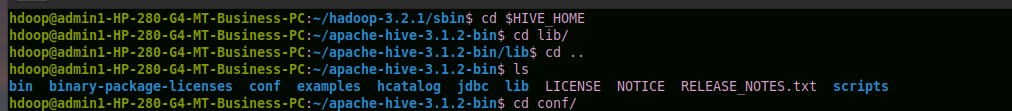 hdoop@admin1-HP-280-G4-MT-Business-PC:~/hadoop-3.2.1/sbin$ cd $HIVE_HOME
hdoop@admin1-HP-280-G4-MT-Business-PC:~/apache-hive-3.1.2-bin$ cd lib/
hdoop@admin1-HP-280-G4-MT-Business-PC:~/apache-hive-3.1.2-bin/lib$ cd ..
hdoop@admin1-HP-280-G4-MT-Business-PC:~/apache-hive-3.1.2-bin$ ls
bin binary-package-licenses conf examples hcatalog jdbc lib LICENSE NOTICE RELEASE_NOTES.txt scripts
hdoop@admin1-HP-280-G4-MT-Business-PC:~/apache-hive-3.1.2-bin$ cd conf/